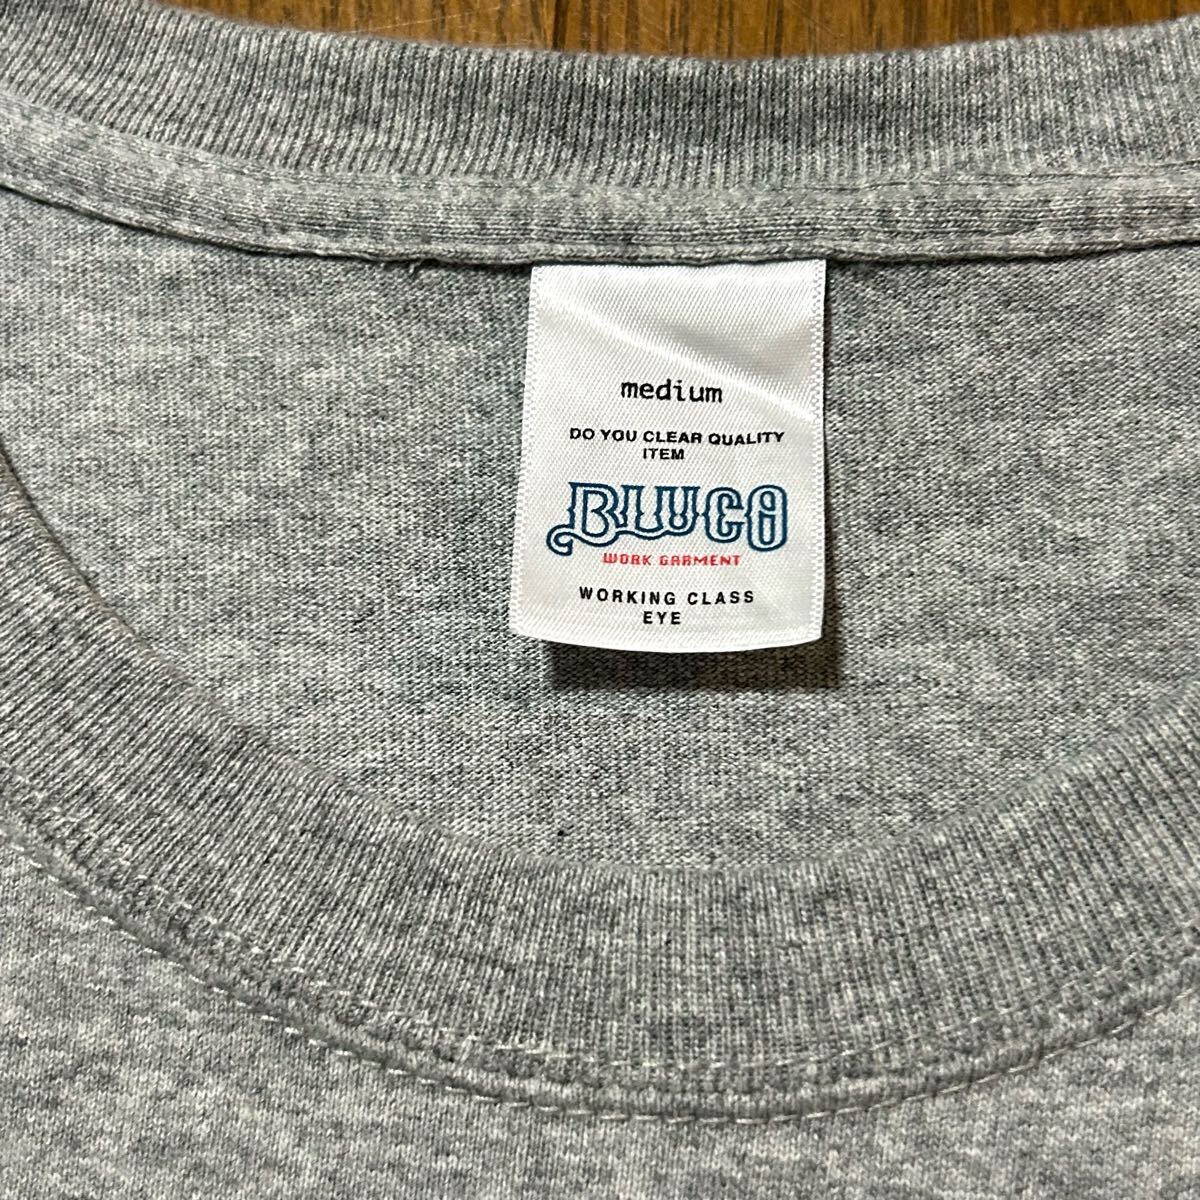 medium
DO YOU CLEAR QUALITY
ITEM
BLUCO
WORK GARMENT
WORKING CLASS
EYE